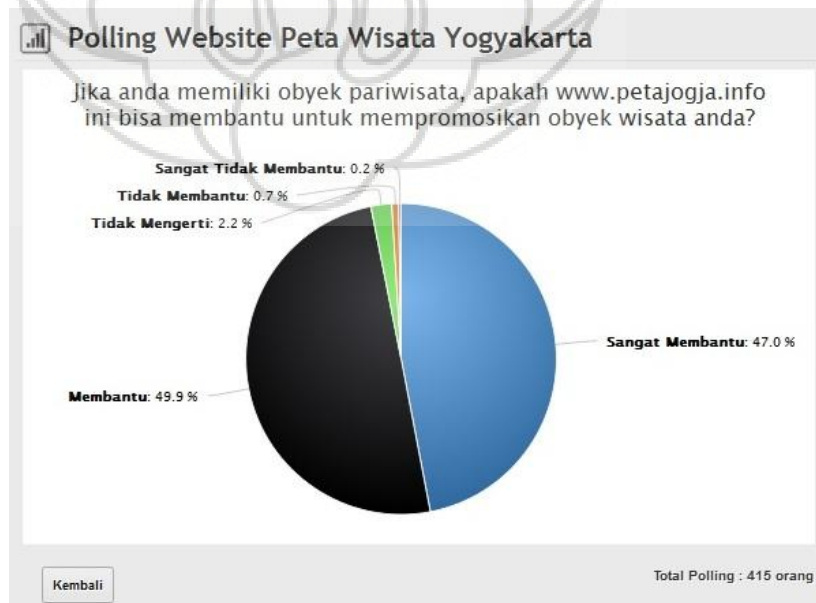 Polling Website Peta Wisata Yogyakarta
Jika anda memiliki obyek pariwisata, apakah www.petajogja.info
ini bisa membantu untuk mempromosikan obyek wisata anda?
Sangat Tidak Membantu: 0.2 %
Tidak Membantu: 0.7 %
Tidak Mengerti: 2.2 %
Sangat Membantu: 47.0 %
Membantu: 49.9 %
Total Polling : 415 orang
Kembali